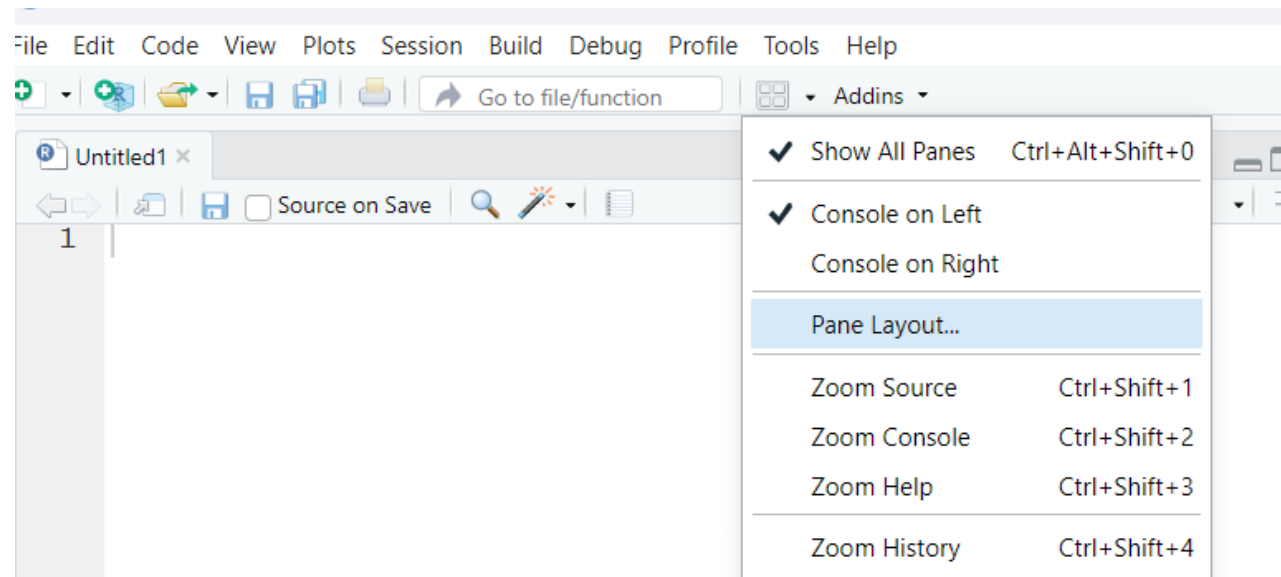 File Edit Code View Plots Session Build Debug Profile Tools Help
Go to file/function Addins
Untitled1
Source on Save
1
Show All Panes Ctrl+Alt+Shift+0
Console on Left
Console on Right
Pane Layout...
Zoom Source Ctrl+Shift+1
Zoom Console Ctrl+Shift+2
Zoom Help Ctrl+Shift+3
Zoom History Ctrl+Shift+4